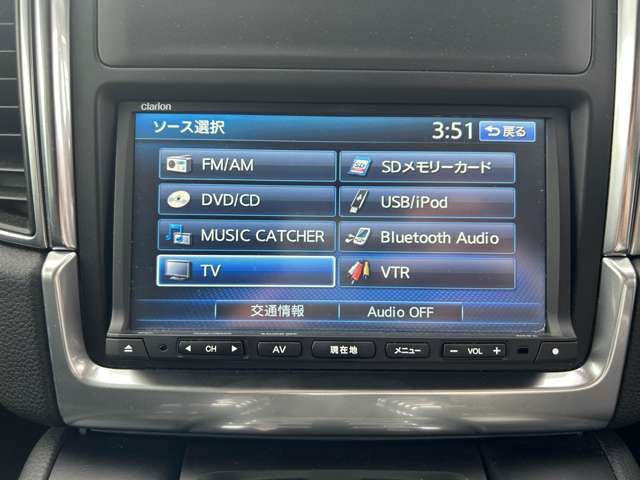 clarion
ソース選択 3:51 戻る
FM/AM SDメモリーカード
DVD/CD USB/iPod
MUSIC CATCHER Bluetooth Audio
TV VTR
交通情報 Audio OFF
CH AV 現在地 メニュー − VOL +